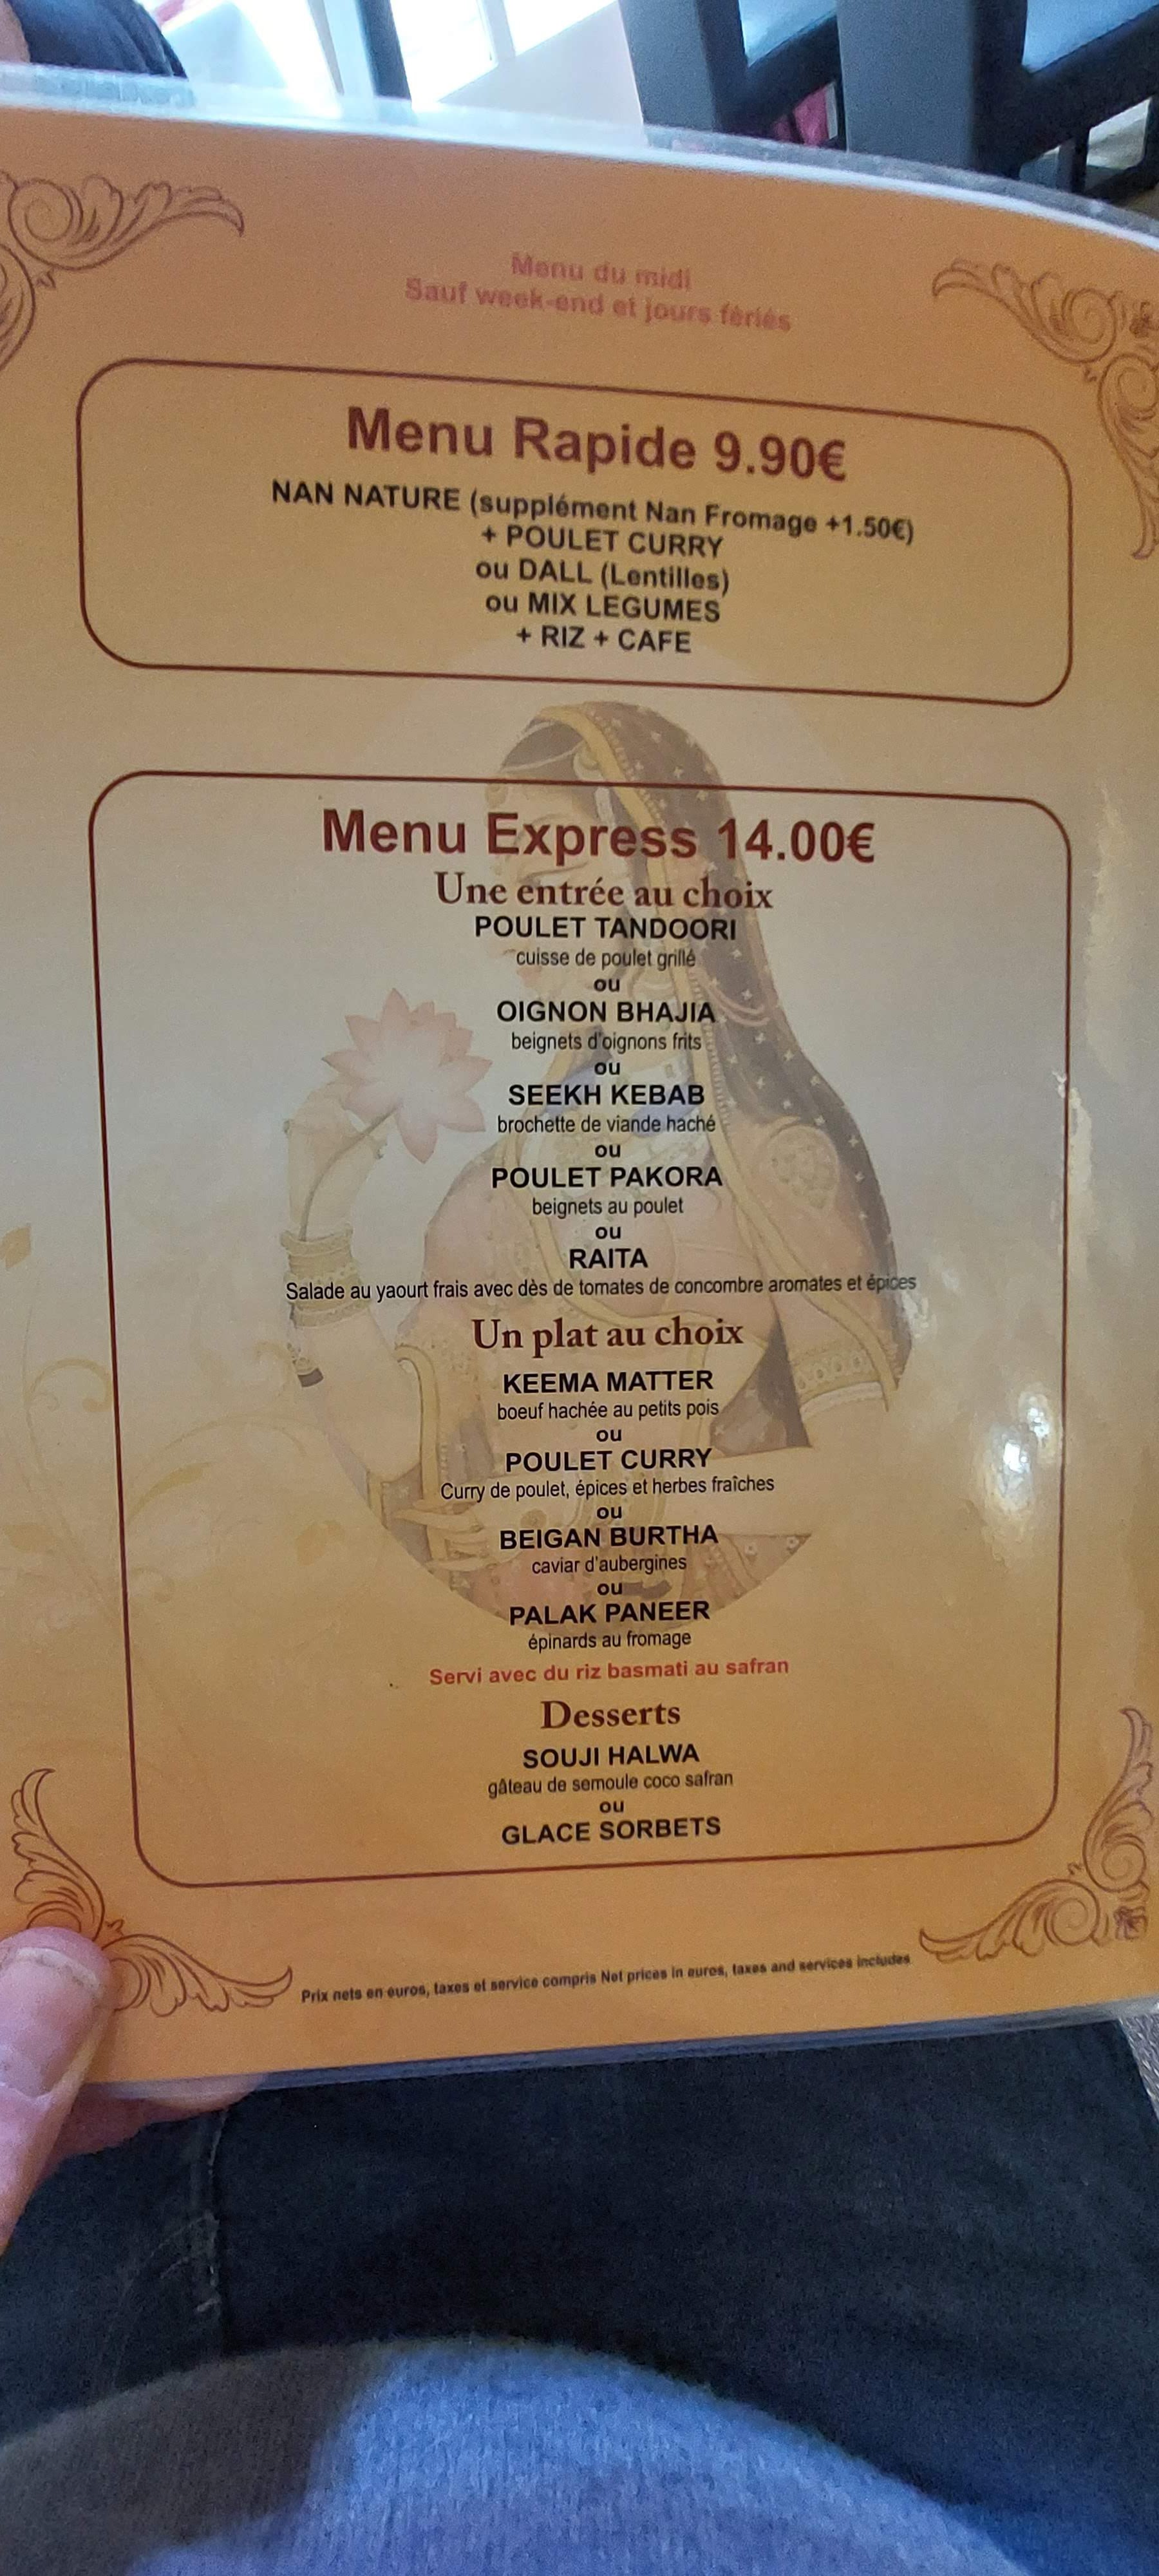 Menu du midi
Sauf week-end et jours fériés
Menu Rapide 9.90€
NAN NATURE (supplément Nan Fromage +1.50€)
+ POULET CURRY
ou DALL (Lentilles)
ou MIX LEGUMES
+ RIZ + CAFE
Menu Express 14.00€
Une entrée au choix
POULET TANDOORI
cuisse de poulet grillé
ou
OIGNON BHAJIA
beignets d'oignons frits
ou
SEEKH KEBAB
brochette de viande haché
ou
POULET PAKORA
beignets au poulet
ou
RAITA
Salade au yaourt frais avec dès de tomates de concombre aromates et épices
Un plat au choix
KEEMA MATTER
boeuf hachée au petits pois
ou
POULET CURRY
Curry de poulet, épices et herbes fraîches
ou
BEIGAN BURTHA
caviar d'aubergines
ou
PALAK PANEER
épinards au fromage
Servi avec du riz basmati au safran
Desserts
SOUJI HALWA
gâteau de semoule coco safran
ou
GLACE SORBETS
Prix nets en euros, taxes et service compris Net prices in euros, taxes and services includes